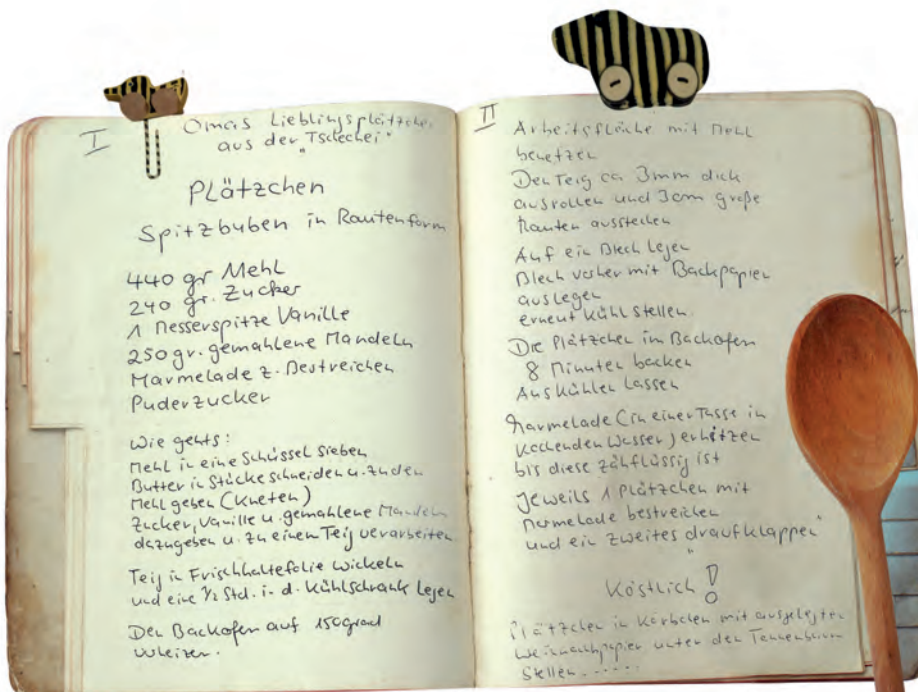 I
Omas Lieblingsplätzchen
aus der „Tschechei"
Plätzchen
Spitzbuben in Rautenform
440 gr Mehl
240 gr. Zucker
1 Messerspitze Vanille
250 gr. gemahlene Mandeln
Marmelade z. Bestreichen
Puderzucker
Wie gehts:
Mehl in eine Schüssel sieben
Butter in Stücke schneiden u. zu den
Mehl geben (Kneten)
Zucker, Vanille u. gemahlene Mandeln
dazugeben u. zu einem Teig verarbeiten
Teig in Frischhaltefolie wickeln
und eine ½ Std. i. d. Kühlschrank legen
Den Backofen auf 150 grad
II
Arbeitsfläche mit Mehl
benetzen
Den Teig ca 3mm dick
ausrollen und 3cm große
Rauten ausstechen
Auf ein Blech legen
Blech vorher mit Backpapier
auslegen
erneut Kühl stellen
Die Plätzchen im Backofen
8 Minuten backen
Auskühlen lassen
Marmelade (in einer Tasse in
kochenden Wasser) erhitzen
bis diese zähflüssig ist
Jeweils 1 Plätzchen mit
Mermelade bestreichen
und ein zweites „draufklappen"
Köstlich!
Plätzchen in Körbchen mit ausgelegten
Weihnachtpapier unter den Tannenbaum
stellen......